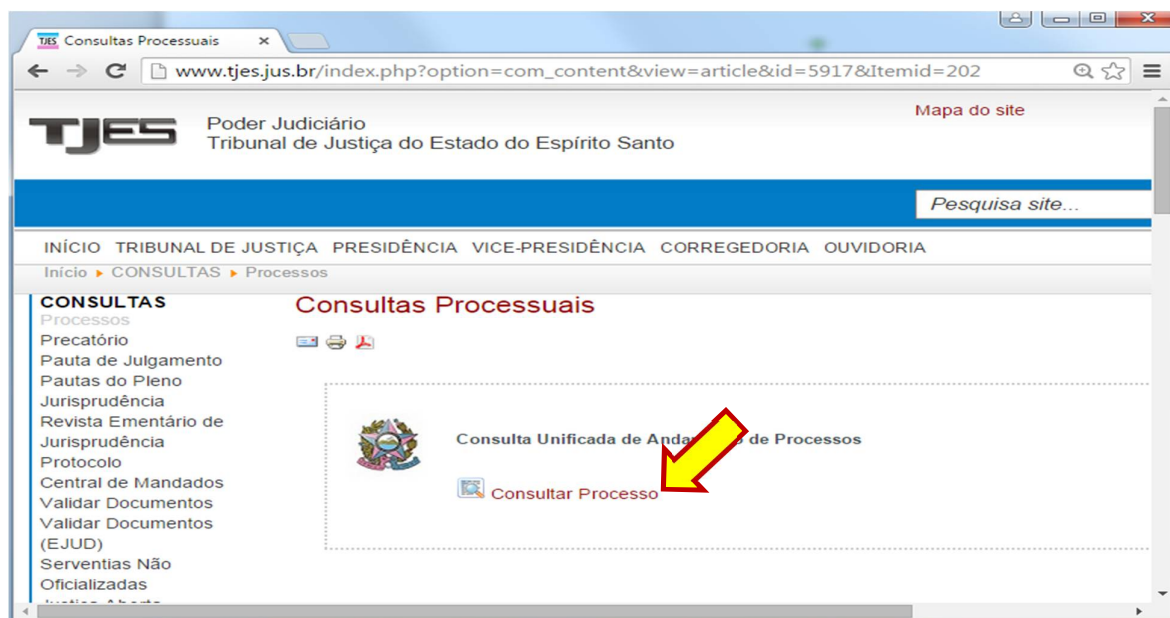 TJES Consultas Processuais
www.tjes.jus.br/index.php?option=com_content&view=article&id=5917&Itemid=202
Mapa do site
TJES
Poder Judiciário
Tribunal de Justiça do Estado do Espírito Santo
Pesquisa site...
INÍCIO TRIBUNAL DE JUSTIÇA PRESIDÊNCIA VICE-PRESIDÊNCIA CORREGEDORIA OUVIDORIA
Início CONSULTAS Processos
CONSULTAS
Processos
Precatório
Pauta de Julgamento
Pautas do Pleno
Jurisprudência
Revista Ementário de
Jurisprudência
Protocolo
Central de Mandados
Validar Documentos
Validar Documentos
(EJUD)
Serventias Não
Oficializadas
Consultas Processuais
Consulta Unificada de de Processos
Consultar Processo